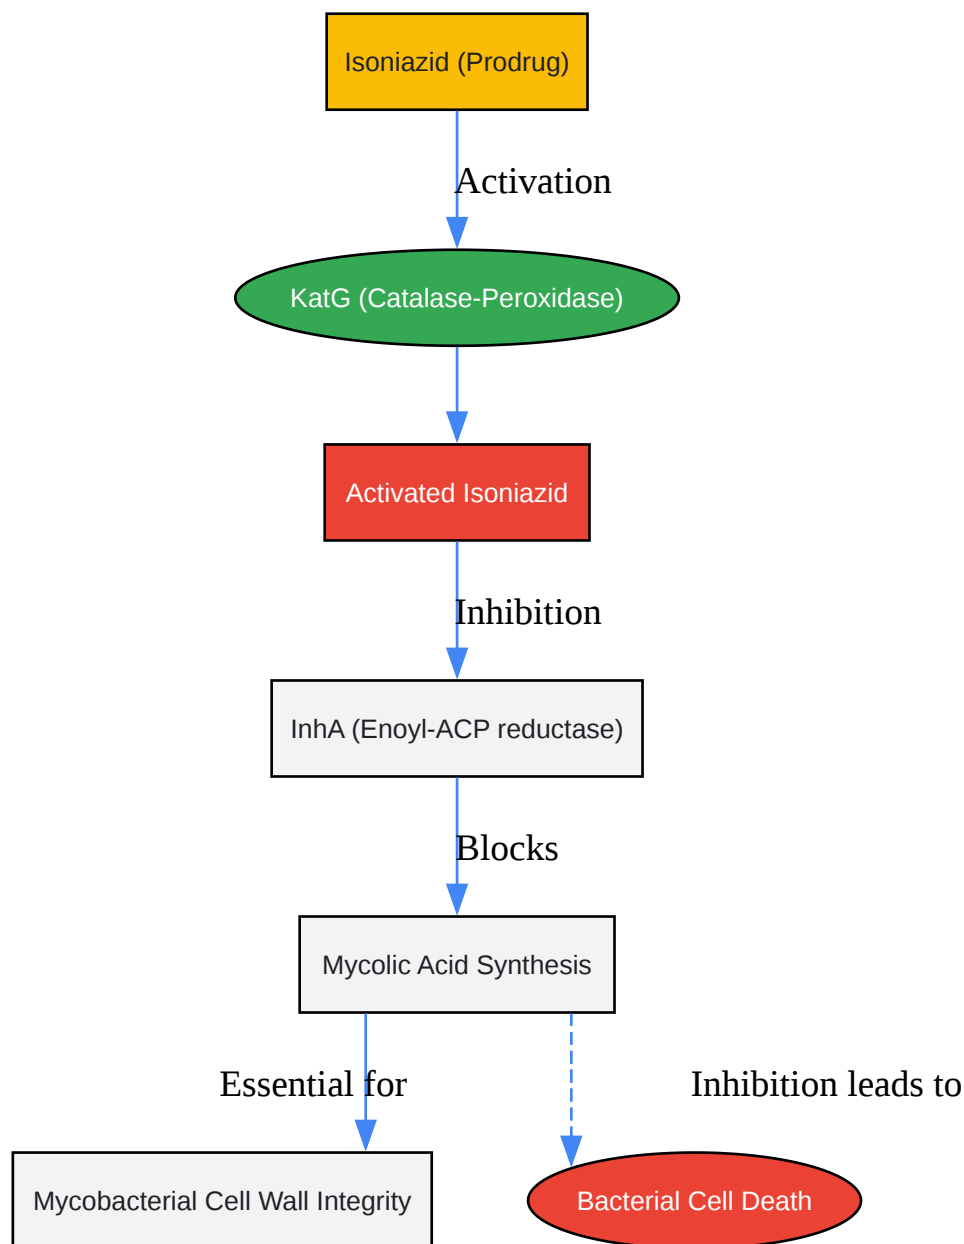 Isoniazid (Prodrug)
Activation
KatG (Catalase-Peroxidase)
Activated Isoniazid
Inhibition
InhA (Enoyl-ACP reductase)
Blocks
Mycolic Acid Synthesis
Essential for
Inhibition leads to
Mycobacterial Cell Wall Integrity
Bacterial Cell Death